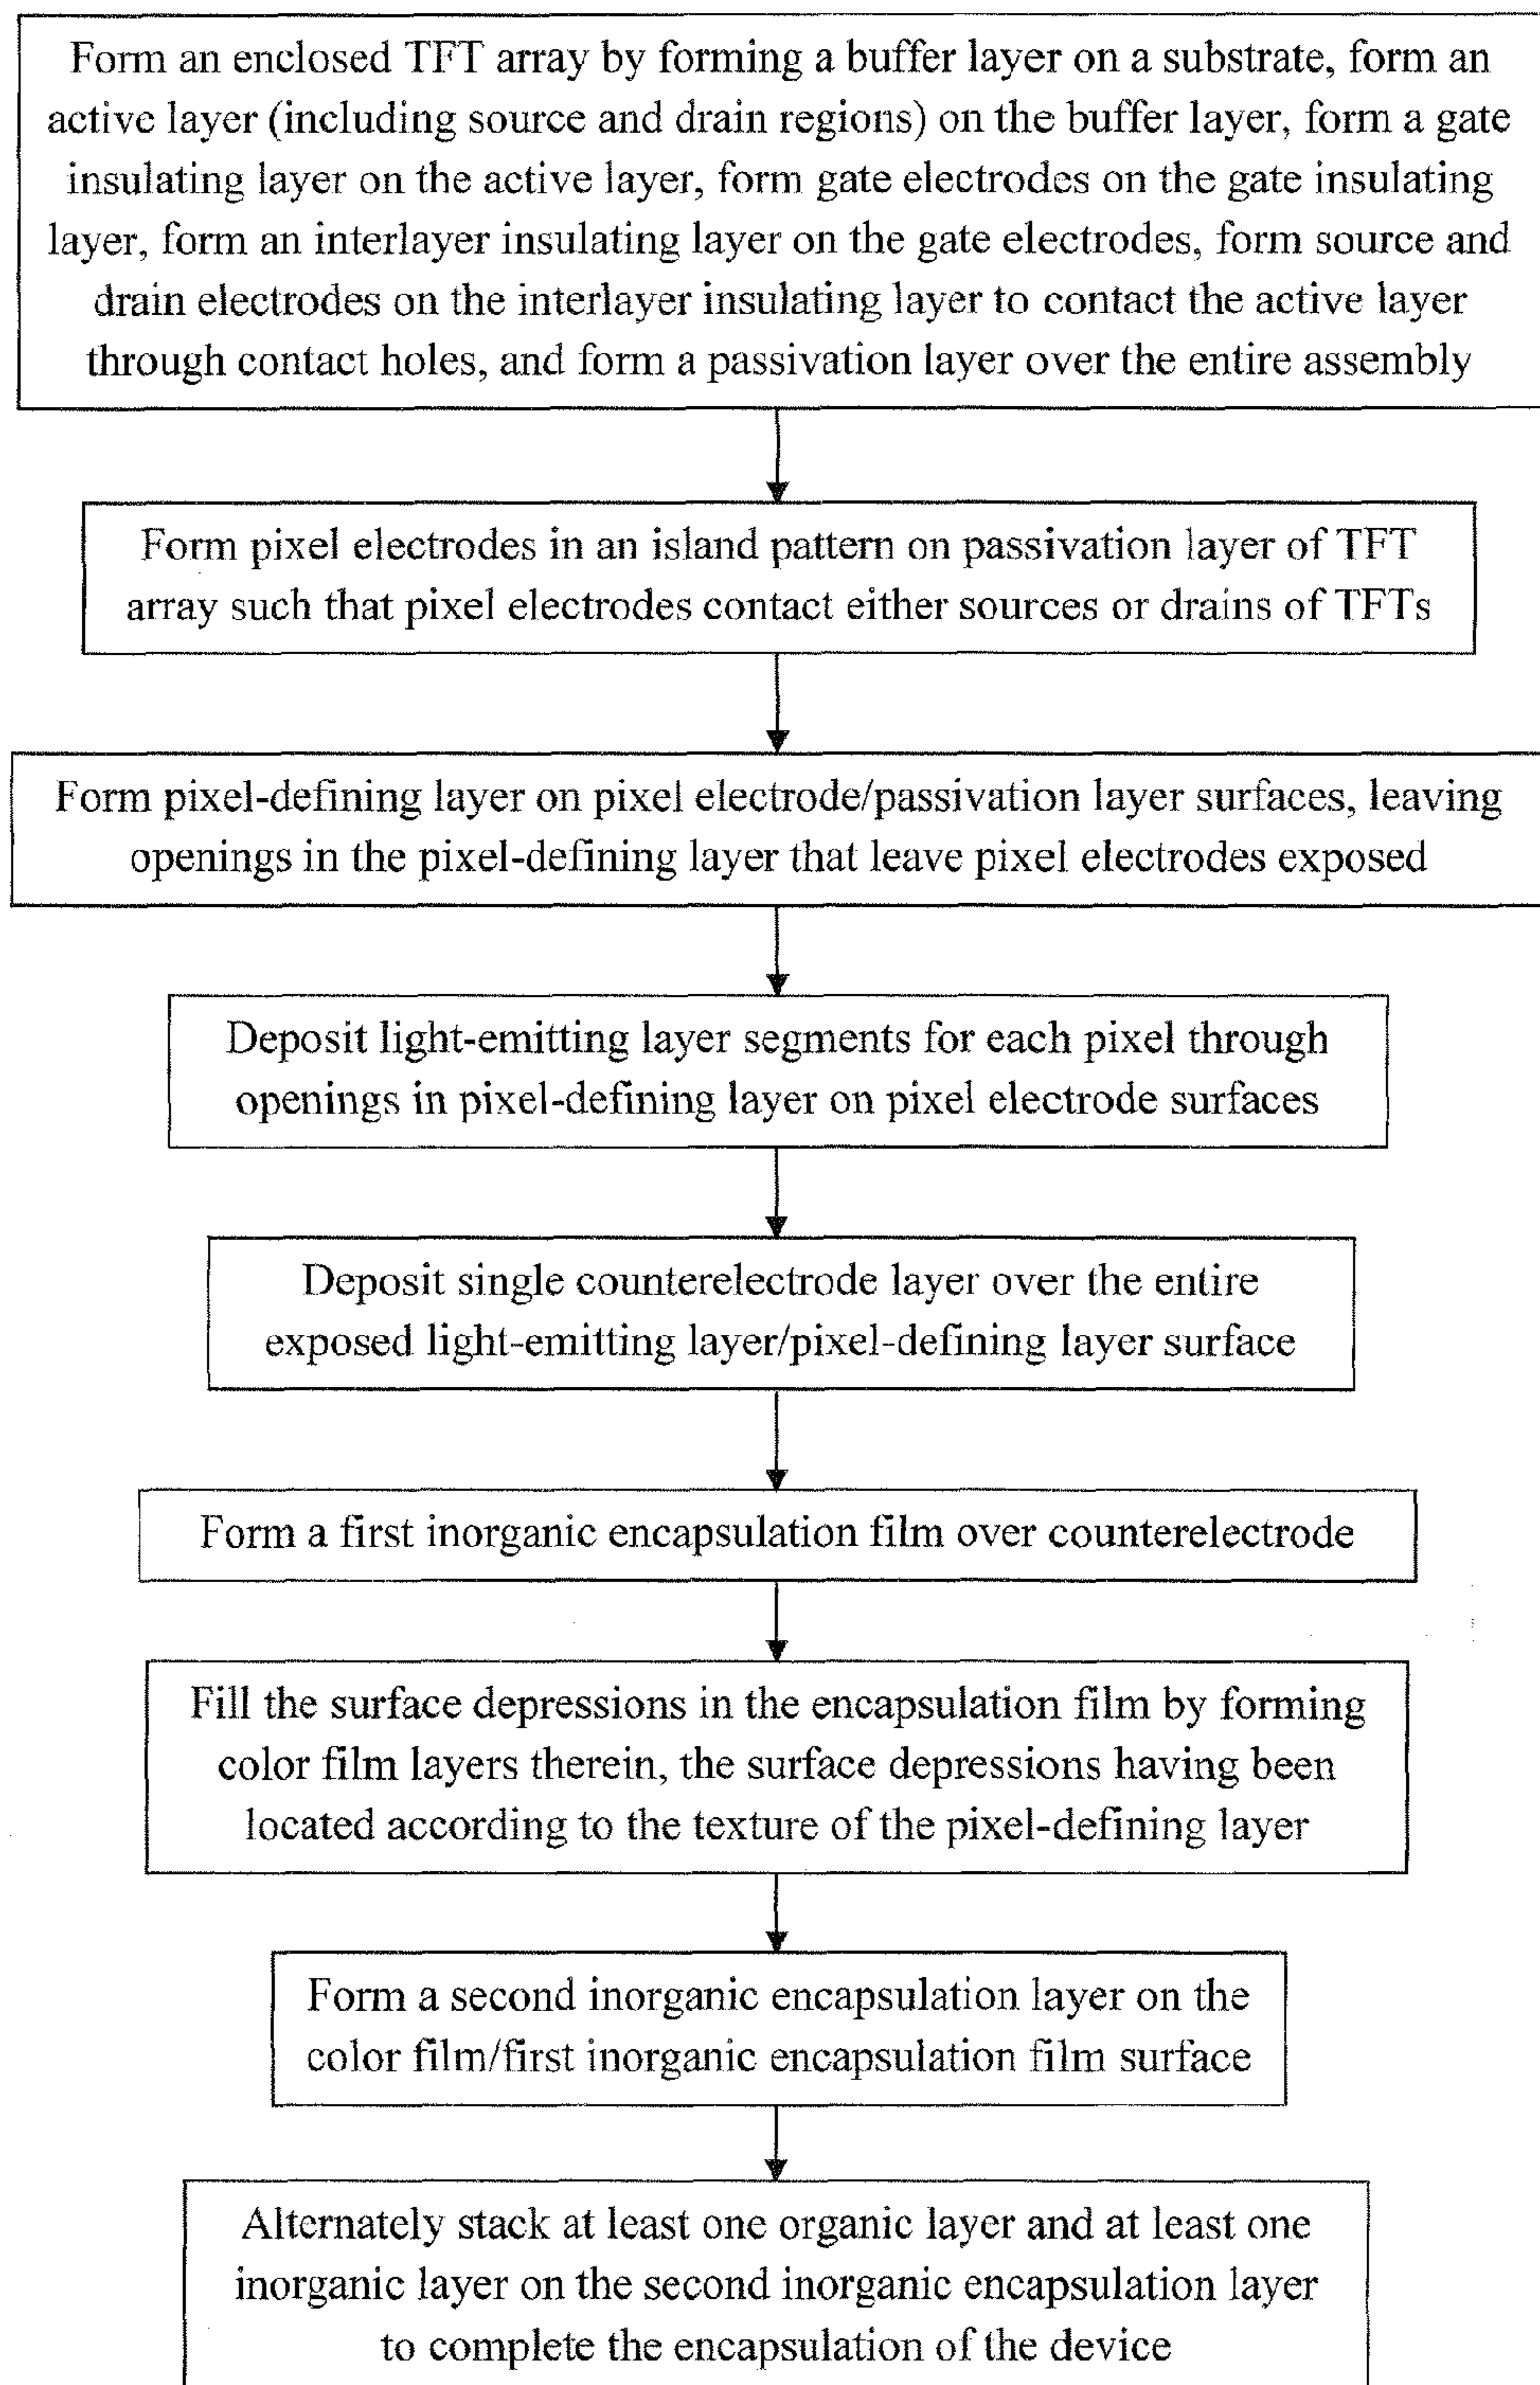 Form an enclosed TFT array by forming a buffer layer on a substrate, form an
active layer (including source and drain regions) on the buffer layer, form a gate
insulating layer on the active layer, form gate electrodes on the gate insulating
layer, form an interlayer insulating layer on the gate electrodes, form source and
drain electrodes on the interlayer insulating layer to contact the active layer
through contact holes, and form a passivation layer over the entire assembly
Form pixel electrodes in an island pattern on passivation layer of TFT
array such that pixel electrodes contact either sources or drains of TFTs
Form pixel-defining layer on pixel electrode/passivation layer surfaces, leaving
openings in the pixel-defining layer that leave pixel electrodes exposed
Deposit light-emitting layer segments for each pixel through
openings in pixel-defining layer on pixel electrode surfaces
Deposit single counterelectrode layer over the entire
exposed light-emitting layer/pixel-defining layer surface
Form a first inorganic encapsulation film over counterelectrode
Fill the surface depressions in the encapsulation film by forming
color film layers therein, the surface depressions having been
located according to the texture of the pixel-defining layer
Form a second inorganic encapsulation layer on the
color film/first inorganic encapsulation film surface
Alternately stack at least one organic layer and at least one
inorganic layer on the second inorganic encapsulation layer
to complete the encapsulation of the device